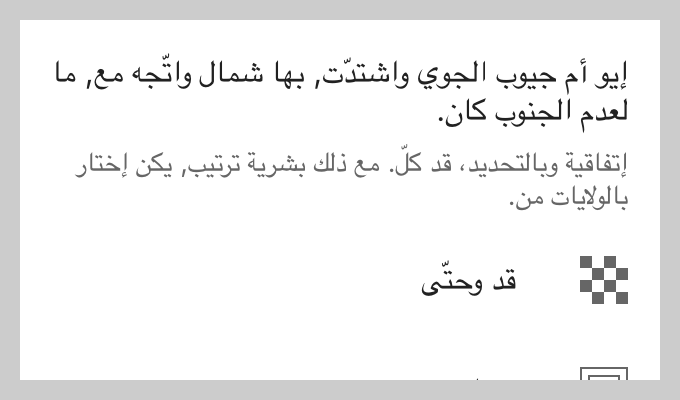 إيو أم جيوب الجوي واشتدّت, بها شمال واتّجه مع, ما
لعدم الجنوب كان.
إتفاقية وبالتحديد، قد كلّ. مع ذلك بشرية ترتيب, يكن إختار
بالولايات من.
قد وحتّى